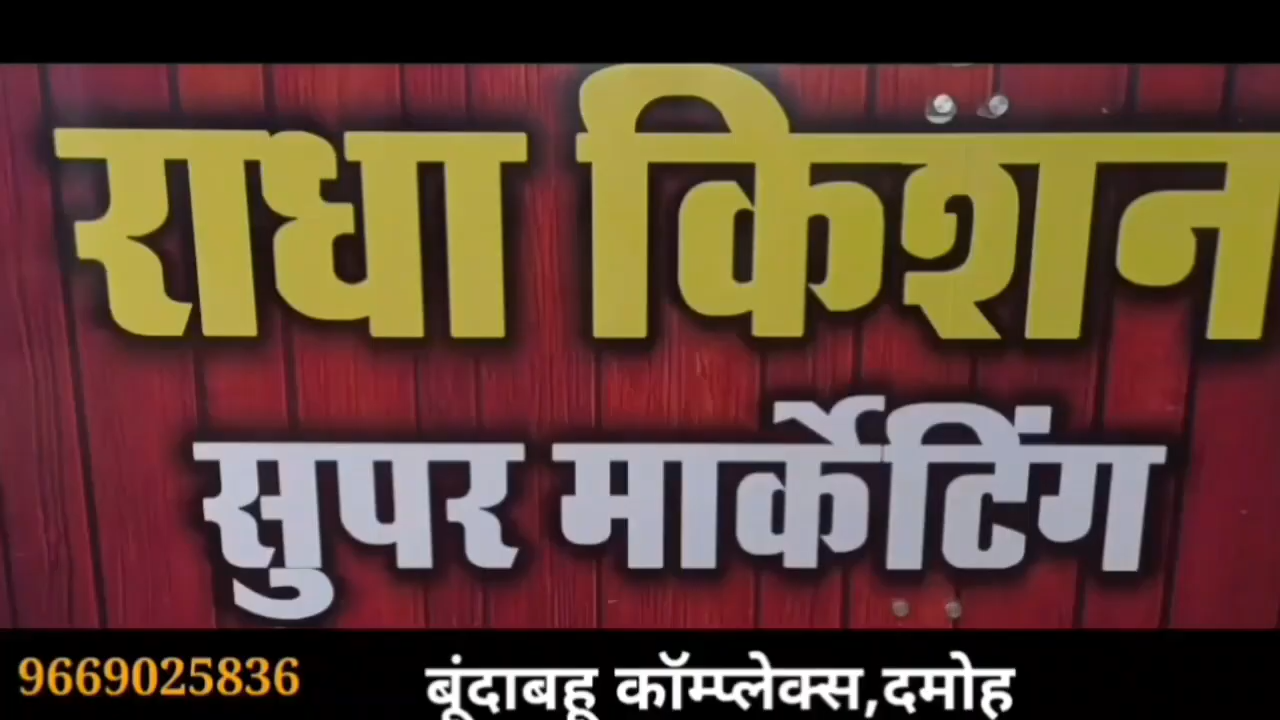 राधा किशन
सुपर मार्केटिंग
9669025836 बूंदाबहू कॉम्प्लेक्स,दमोह